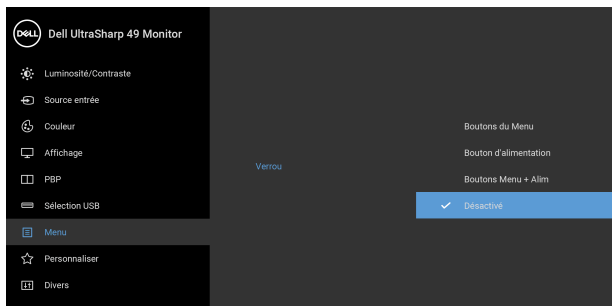 DELL Dell UltraSharp 49 Monitor
Luminosité/Contraste
Source entrée
Couleur
Affichage
PBP
Sélection USB
Menu
Personnaliser
Divers
Verrou
Boutons du Menu
Bouton d'alimentation
Boutons Menu + Alim
Désactivé